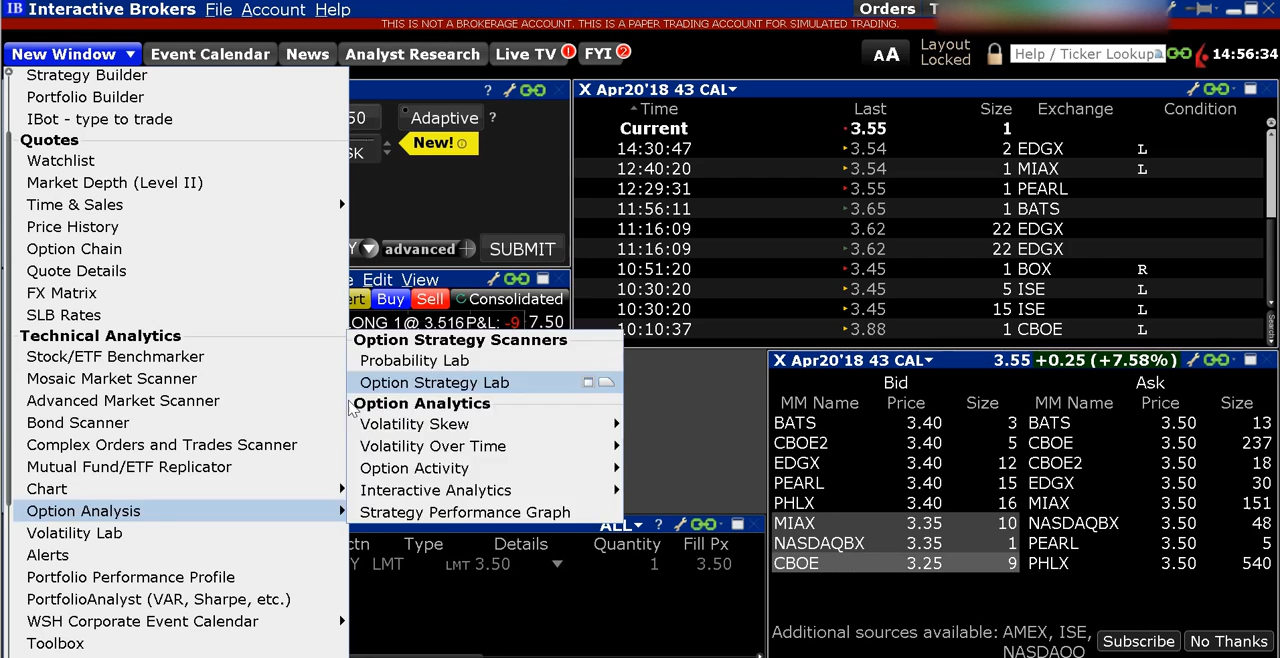 IB Interactive Brokers File Account Help Orders
THIS IS NOT A BROKERAGE ACCOUNT. THIS IS A PAPER TRADING ACCOUNT FOR SIMULATED TRADING.
New Window Event Calendar News Analyst Research Live TV FYI 2 AA Layout Locked Help / Ticker Lookup 14:56:34
Strategy Builder
Portfolio Builder
IBot - type to trade
Quotes
Watchlist
Market Depth (Level II)
Time & Sales
Price History
Option Chain
Quote Details
FX Matrix
SLB Rates
Technical Analytics
Stock/ETF Benchmarker
Mosaic Market Scanner
Advanced Market Scanner
Bond Scanner
Complex Orders and Trades Scanner
Mutual Fund/ETF Replicator
Chart
Option Analysis
Volatility Lab
Alerts
Portfolio Performance Profile
PortfolioAnalyst (VAR, Sharpe, etc.)
WSH Corporate Event Calendar
Toolbox
Option Strategy Scanners
Probability Lab
Option Strategy Lab
Option Analytics
Volatility Skew
Volatility Over Time
Option Activity
Interactive Analytics
Strategy Performance Graph
?
50 Adaptive ?
SK New!
Y advanced + SUBMIT
e Edit View
ert Buy Sell Consolidated
ONG 1@ 3.516 P&L: -9 7.50
ALL ?
ctn Type Details Quantity Fill Px
Y LMT LMT 3.50 1 3.50
X Apr20'18 43 CAL
Time Last Size Exchange Condition
Current 3.55 1
14:30:47 3.54 2 EDGX L
12:40:20 3.54 1 MIAX L
12:29:31 3.55 1 PEARL
11:56:11 3.65 1 BATS
11:16:09 3.62 22 EDGX
11:16:09 3.62 22 EDGX
10:51:20 3.45 1 BOX R
10:30:20 3.45 5 ISE L
10:30:20 3.45 15 ISE L
10:10:37 3.88 1 CBOE L
Search
X Apr20'18 43 CAL 3.55 +0.25 (+7.58%)
Bid Ask
MM Name Price Size MM Name Price Size
BATS 3.40 3 BATS 3.50 13
CBOE2 3.40 5 CBOE 3.50 237
EDGX 3.40 12 CBOE2 3.50 18
PEARL 3.40 15 EDGX 3.50 30
PHLX 3.40 16 MIAX 3.50 151
MIAX 3.35 10 NASDAQBX 3.50 48
NASDAQBX 3.35 1 PEARL 3.50 5
CBOE 3.25 9 PHLX 3.50 540
Additional sources available: AMEX, ISE,
NASDAQO
Subscribe No Thanks